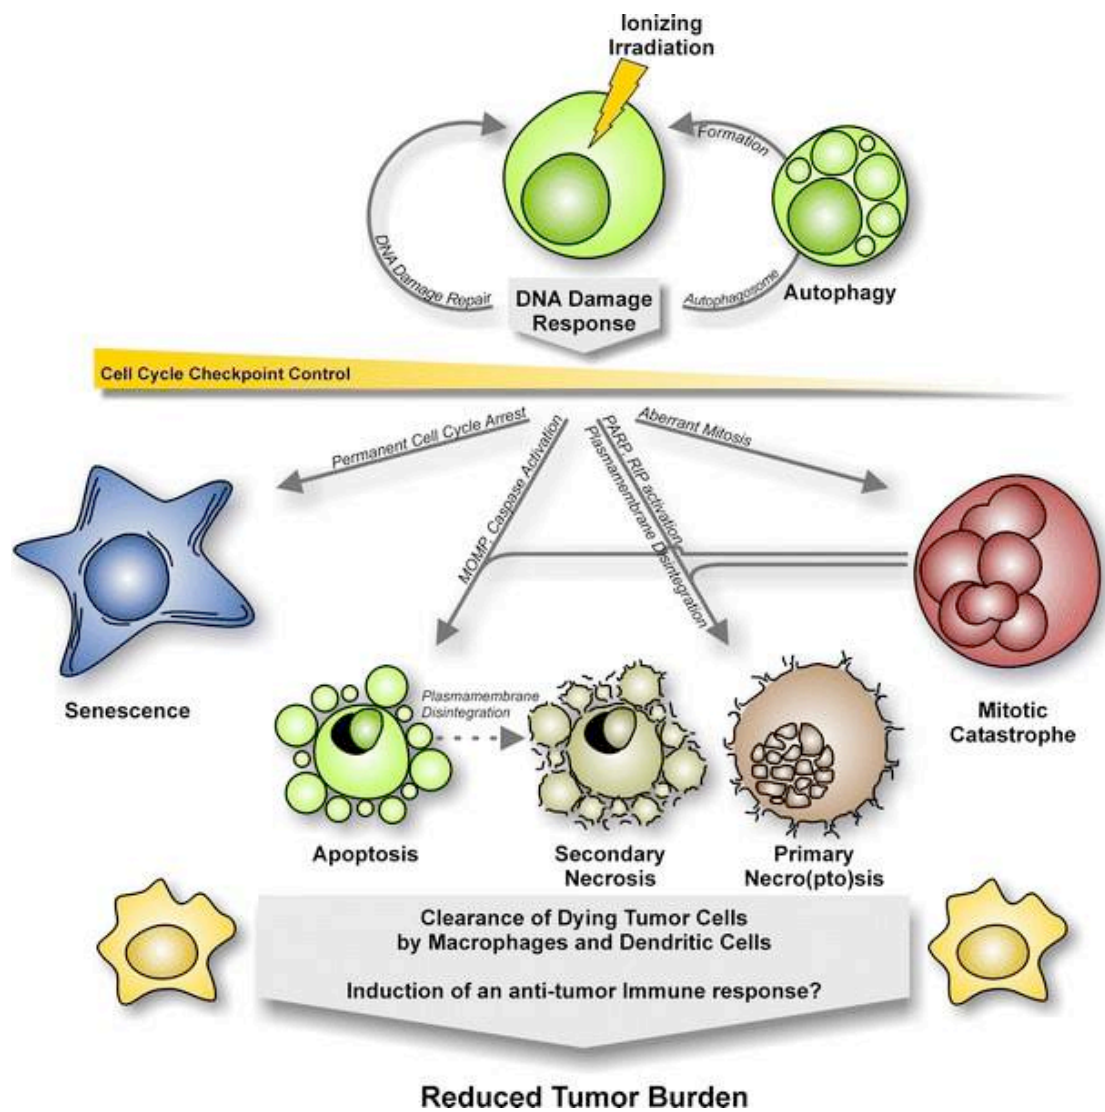 Ionizing
Irradiation
Formation
DNA Damage Repair
DNA Damage
Response
Autophagosome
Autophagy
Cell Cycle Checkpoint Control
Permanent Cell Cycle Arrest
MOMP, Caspase Activation
PARP, RIP activation
Plasmamembrane Disintegration
Aberrant Mitosis
Senescence
Plasmamembrane
Disintegration
Mitotic
Catastrophe
Apoptosis
Secondary
Necrosis
Primary
Necro(pto)sis
Clearance of Dying Tumor Cells
by Macrophages and Dendritic Cells
Induction of an anti-tumor Immune response?
Reduced Tumor Burden